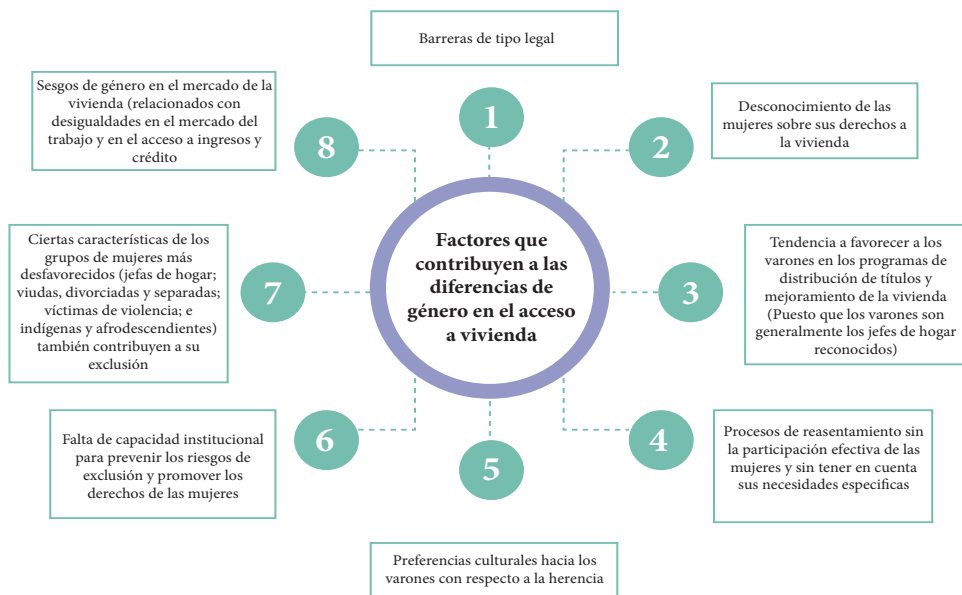 Barreras de tipo legal
1
Desconocimiento de las
mujeres sobre sus derechos a
la vivienda
2
Tendencia a favorecer a los
varones en los programas de
distribución de títulos y
mejoramiento de la vivienda
(Puesto que los varones son
generalmente los jefes de hogar
reconocidos)
3
Procesos de reasentamiento sin
la participación efectiva de las
mujeres y sin tener en cuenta
sus necesidades especificas
4
Preferencias culturales hacia los
varones con respecto a la herencia
5
Falta de capacidad institucional
para prevenir los riesgos de
exclusión y promover los
derechos de las mujeres
6
Ciertas características de los
grupos de mujeres más
desfavorecidos (jefas de hogar;
viudas, divorciadas y separadas;
víctimas de violencia; e
indígenas y afrodescendientes)
también contribuyen a su
exclusión
7
Sesgos de género en el mercado de la
vivienda (relacionados con
desigualdades en el mercado del
trabajo y en el acceso a ingresos y
crédito
8
Factores que
contribuyen a las
diferencias de
género en el acceso
a vivienda